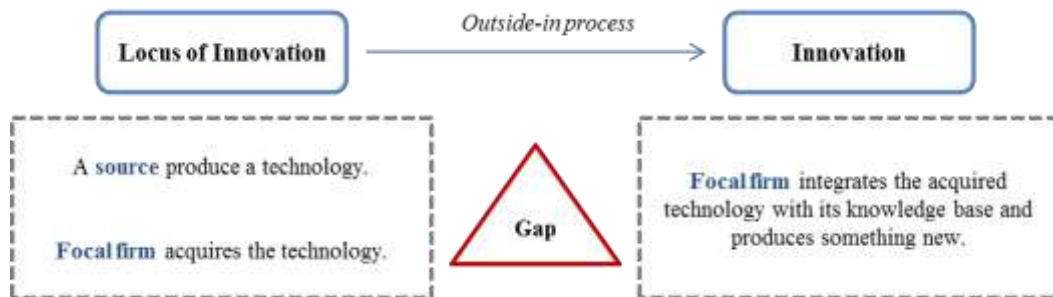 Outside-in process
Locus of Innovation
Innovation
A source produce a technology.
Focal firm acquires the technology.
Gap
Focal firm integrates the acquired
technology with its knowledge base and
produces something new.